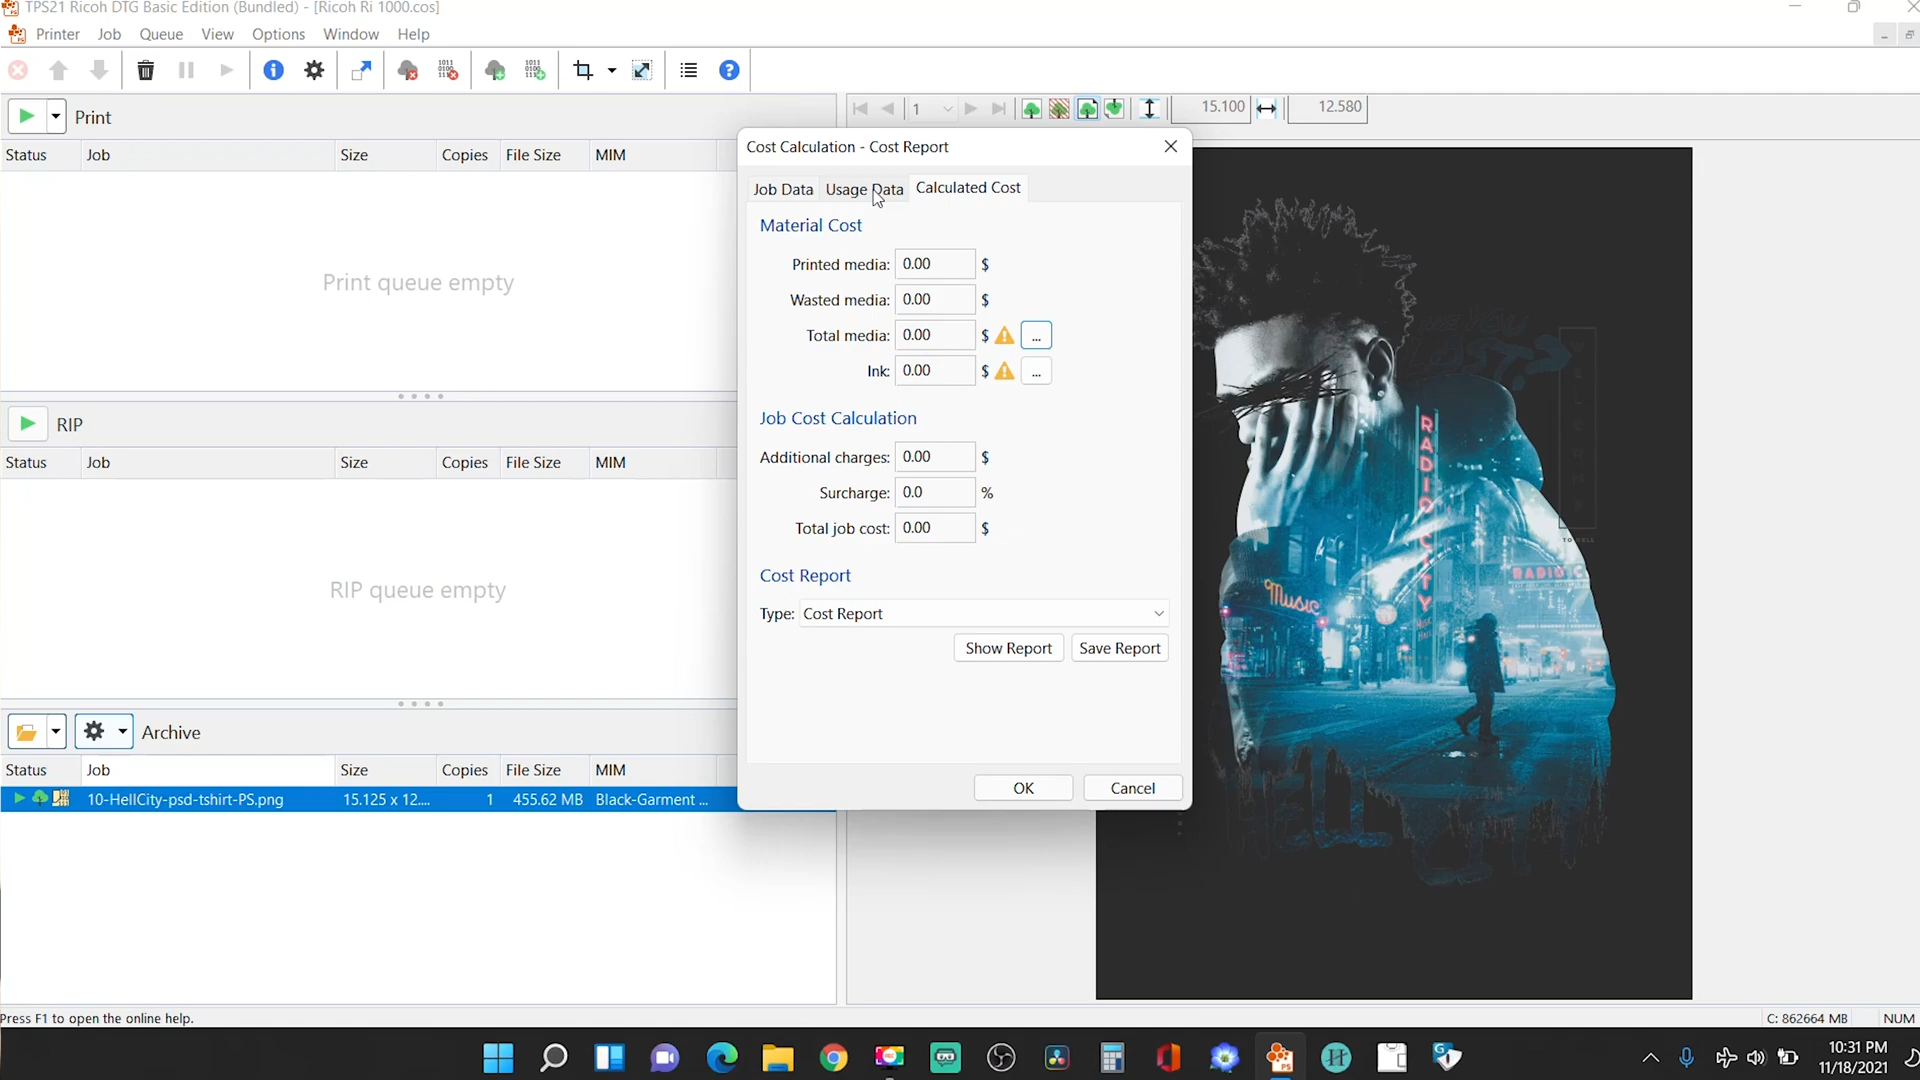 TPS21 Ricoh DTG Basic Edition (Bundled) - [Ricoh Ri 1000.cos]
Printer Job Queue View Options Window Help
Print
1 15.100 12.580
Status Job Size Copies File Size MIM
Print queue empty
RIP
Status Job Size Copies File Size MIM
RIP queue empty
Archive
Status Job Size Copies File Size MIM
10-HellCity-psd-tshirt-PS.png 15.125 x 12.... 1 455.62 MB Black-Garment ...
Cost Calculation - Cost Report
Job Data Usage Data Calculated Cost
Material Cost
Printed media: 0.00 $
Wasted media: 0.00 $
Total media: 0.00 $ ...
Ink: 0.00 $ ...
Job Cost Calculation
Additional charges: 0.00 $
Surcharge: 0.0 %
Total job cost: 0.00 $
Cost Report
Type: Cost Report
Show Report Save Report
OK Cancel
RADIO CITY
MUSIC
HALL
RADIO C
Music
HELL
Press F1 to open the online help.
C: 862664 MB NUM
10:31 PM
11/18/2021